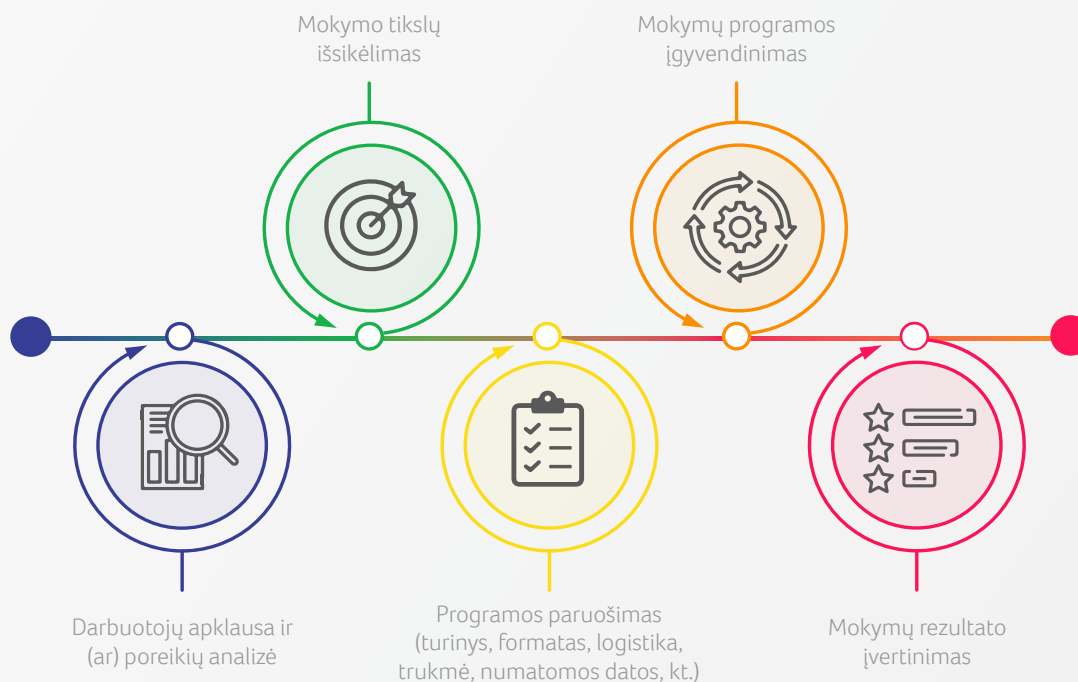 Mokymo tikslų
išsikėlimas
Mokymų programos
įgyvendinimas
Darbuotojų apklausa ir
(ar) poreikių analizė
Programos paruošimas
(turinys, formatas, logistika,
trukmė, numatomos datos, kt.)
Mokymų rezultato
įvertinimas